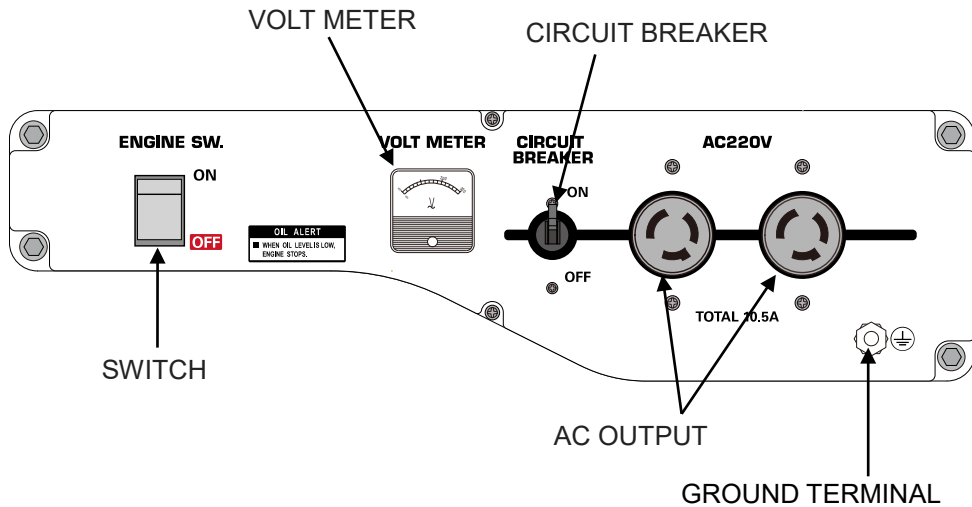 VOLT METER
CIRCUIT BREAKER
ENGINE SW.
VOLT METER
CIRCUIT
BREAKER
AC220V
ON
ON
OFF
OIL ALERT
WHEN OIL LEVEL IS LOW,
ENGINE STOPS.
OFF
TOTAL 10.5A
SWITCH
AC OUTPUT
GROUND TERMINAL